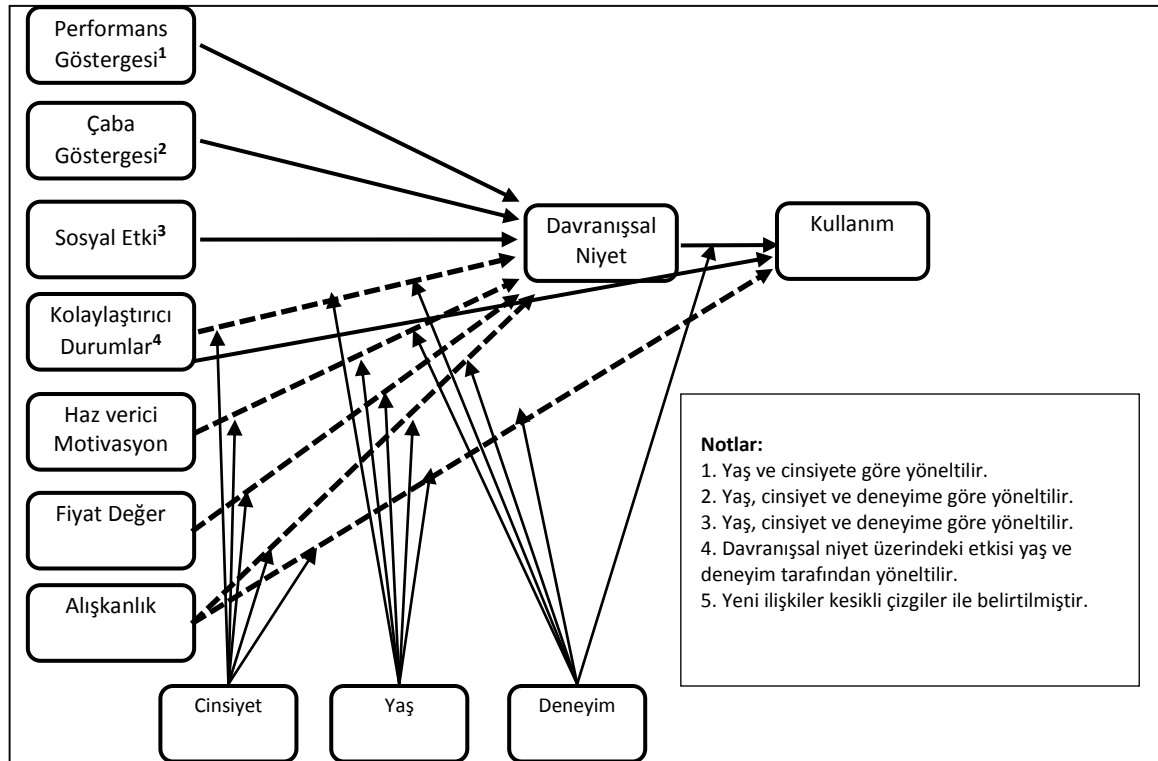 Performans
Göstergesi1
Çaba
Göstergesi2
Sosyal Etki3
Kolaylaştırıcı
Durumlar4
Haz verici
Motivasyon
Fiyat Değer
Alışkanlık
Davranışsal
Niyet
Kullanım
Cinsiyet
Yaş
Deneyim
Notlar:
1. Yaş ve cinsiyete göre yöneltilir.
2. Yaş, cinsiyet ve deneyime göre yöneltilir.
3. Yaş, cinsiyet ve deneyime göre yöneltilir.
4. Davranışsal niyet üzerindeki etkisi yaş ve
deneyim tarafından yöneltilir.
5. Yeni ilişkiler kesikli çizgiler ile belirtilmiştir.